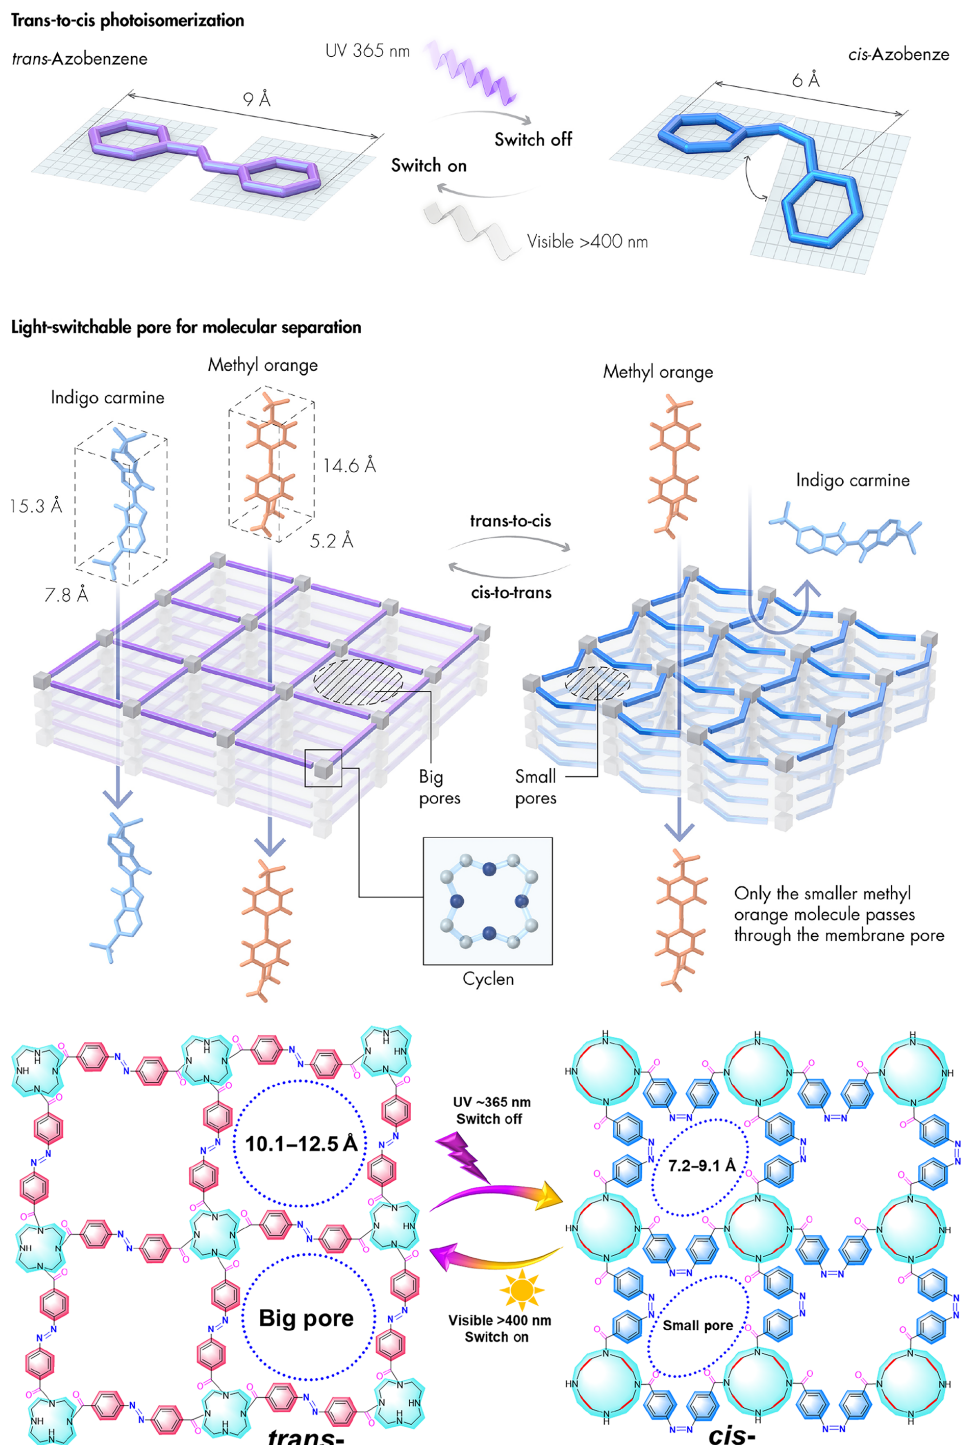 Trans-to-cis photoisomerization
trans-Azobenzene
UV 365 nm
cis-Azobenze
9 Å
6 Å
Switch off
Switch on
Visible >400 nm
Light-switchable pore for molecular separation
Methyl orange
Indigo carmine
14.6 Å
15.3 Å
5.2 Å
7.8 Å
trans-to-cis
cis-to-trans
Methyl orange
Indigo carmine
Big
pores
Small
pores
Cyclen
Only the smaller methyl
orange molecule passes
through the membrane pore
10.1–12.5 Å
UV ~365 nm
Switch off
7.2–9.1 Å
Big pore
Visible >400 nm
Switch on
Small pore
trans-
cis-